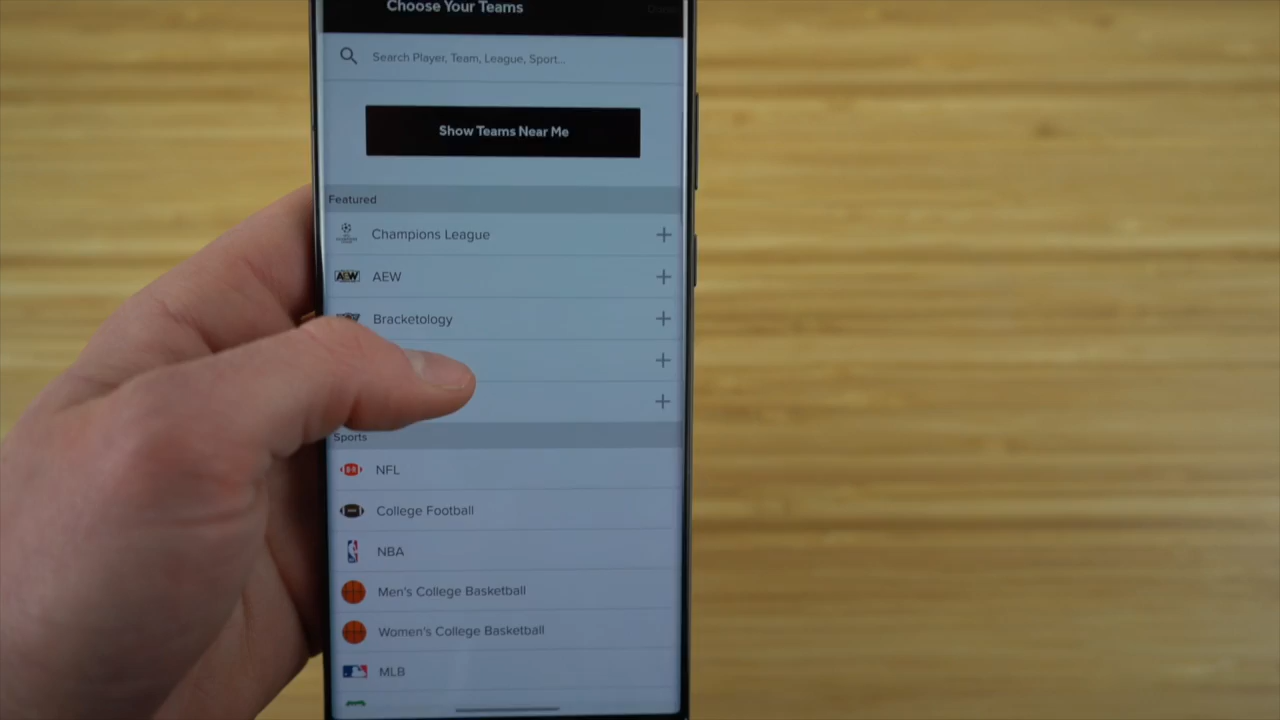 Choose Your Teams
Search Player, Team, League, Sport...
Show Teams Near Me
Featured
Champions League
AEW
AEW
Bracketology
Sports
NFL
College Football
NBA
Men's College Basketball
Women's College Basketball
MLB